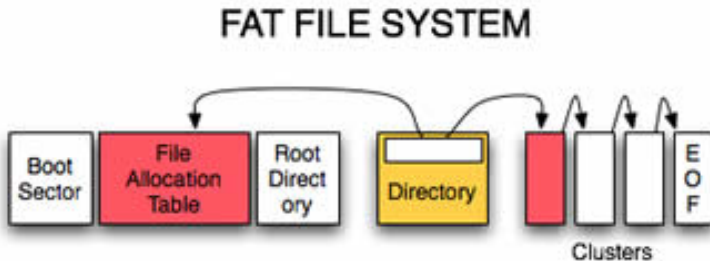 FAT FILE SYSTEM
Boot
Sector
File
Allocation
Table
Root
Direct
ory
Directory
E
O
F
Clusters